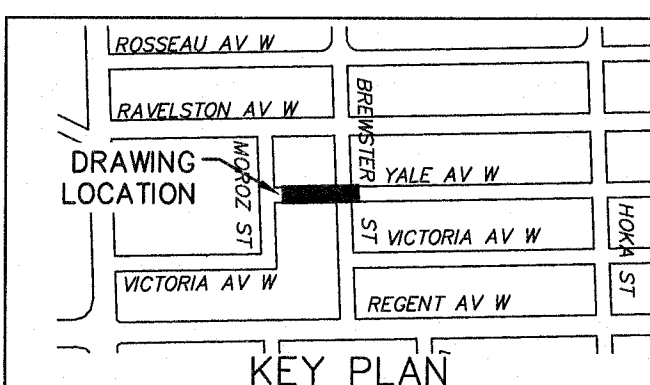 ROSSEAU AV W
RAVELSTON AV W
BREWSTER ST
MOROZ ST
DRAWING
LOCATION
YALE AV W
VICTORIA AV W
HOKA ST
VICTORIA AV W
REGENT AV W
KEY PLAN